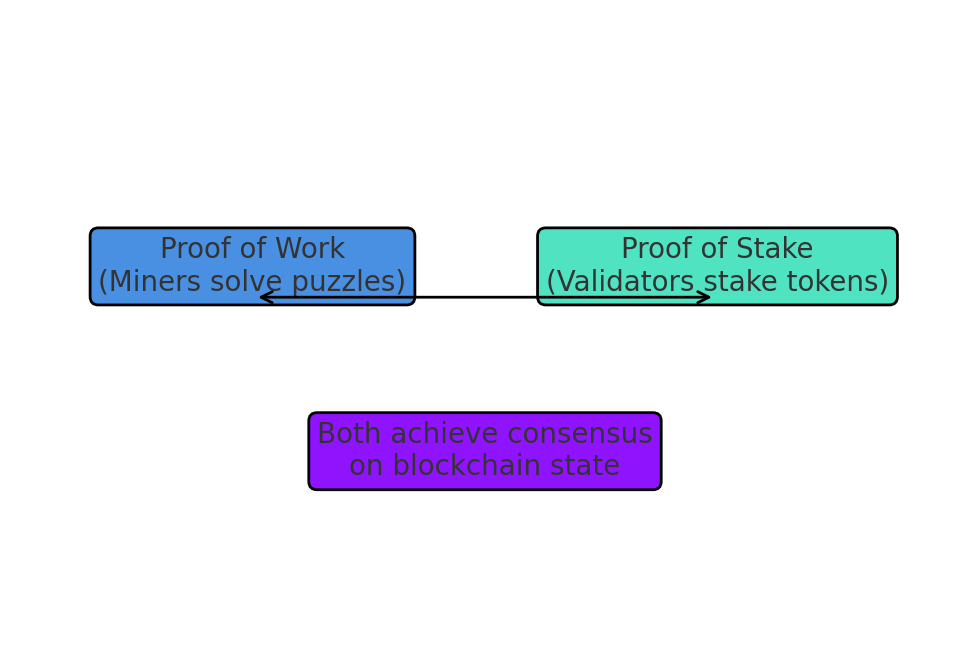 Proof of Work
(Miners solve puzzles)
Proof of Stake
(Validators stake tokens)
Both achieve consensus
on blockchain state